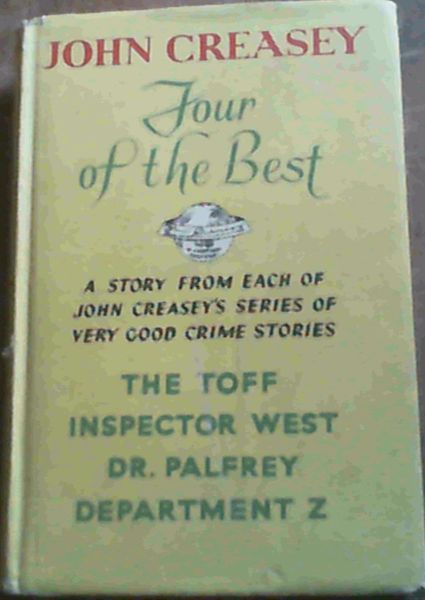 JOHN CREASEY
Four
of the Best
A STORY FROM EACH OF
JOHN CREASEY'S SERIES OF
VERY GOOD CRIME STORIES
THE TOFF
INSPECTOR WEST
DR. PALFREY
DEPARTMENT Z